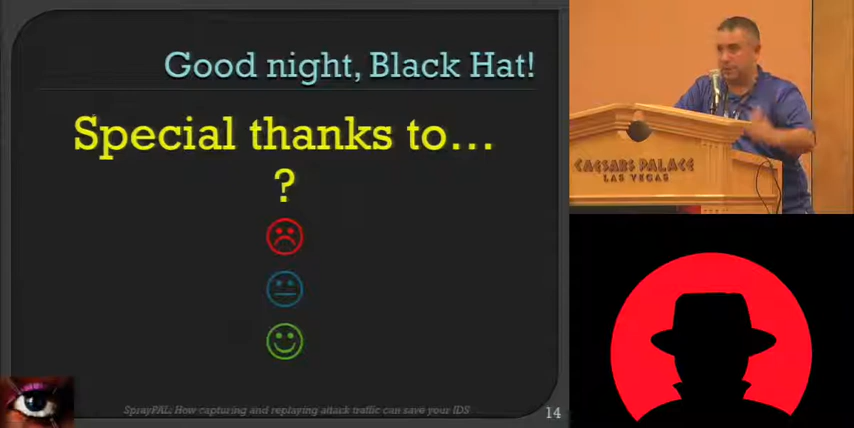 Good night, Black Hat!
Special thanks to...
?
SprayPAL: How capturing and replaying attack traffic can save your IDS
14
CAESARS PALACE
LAS VEGAS